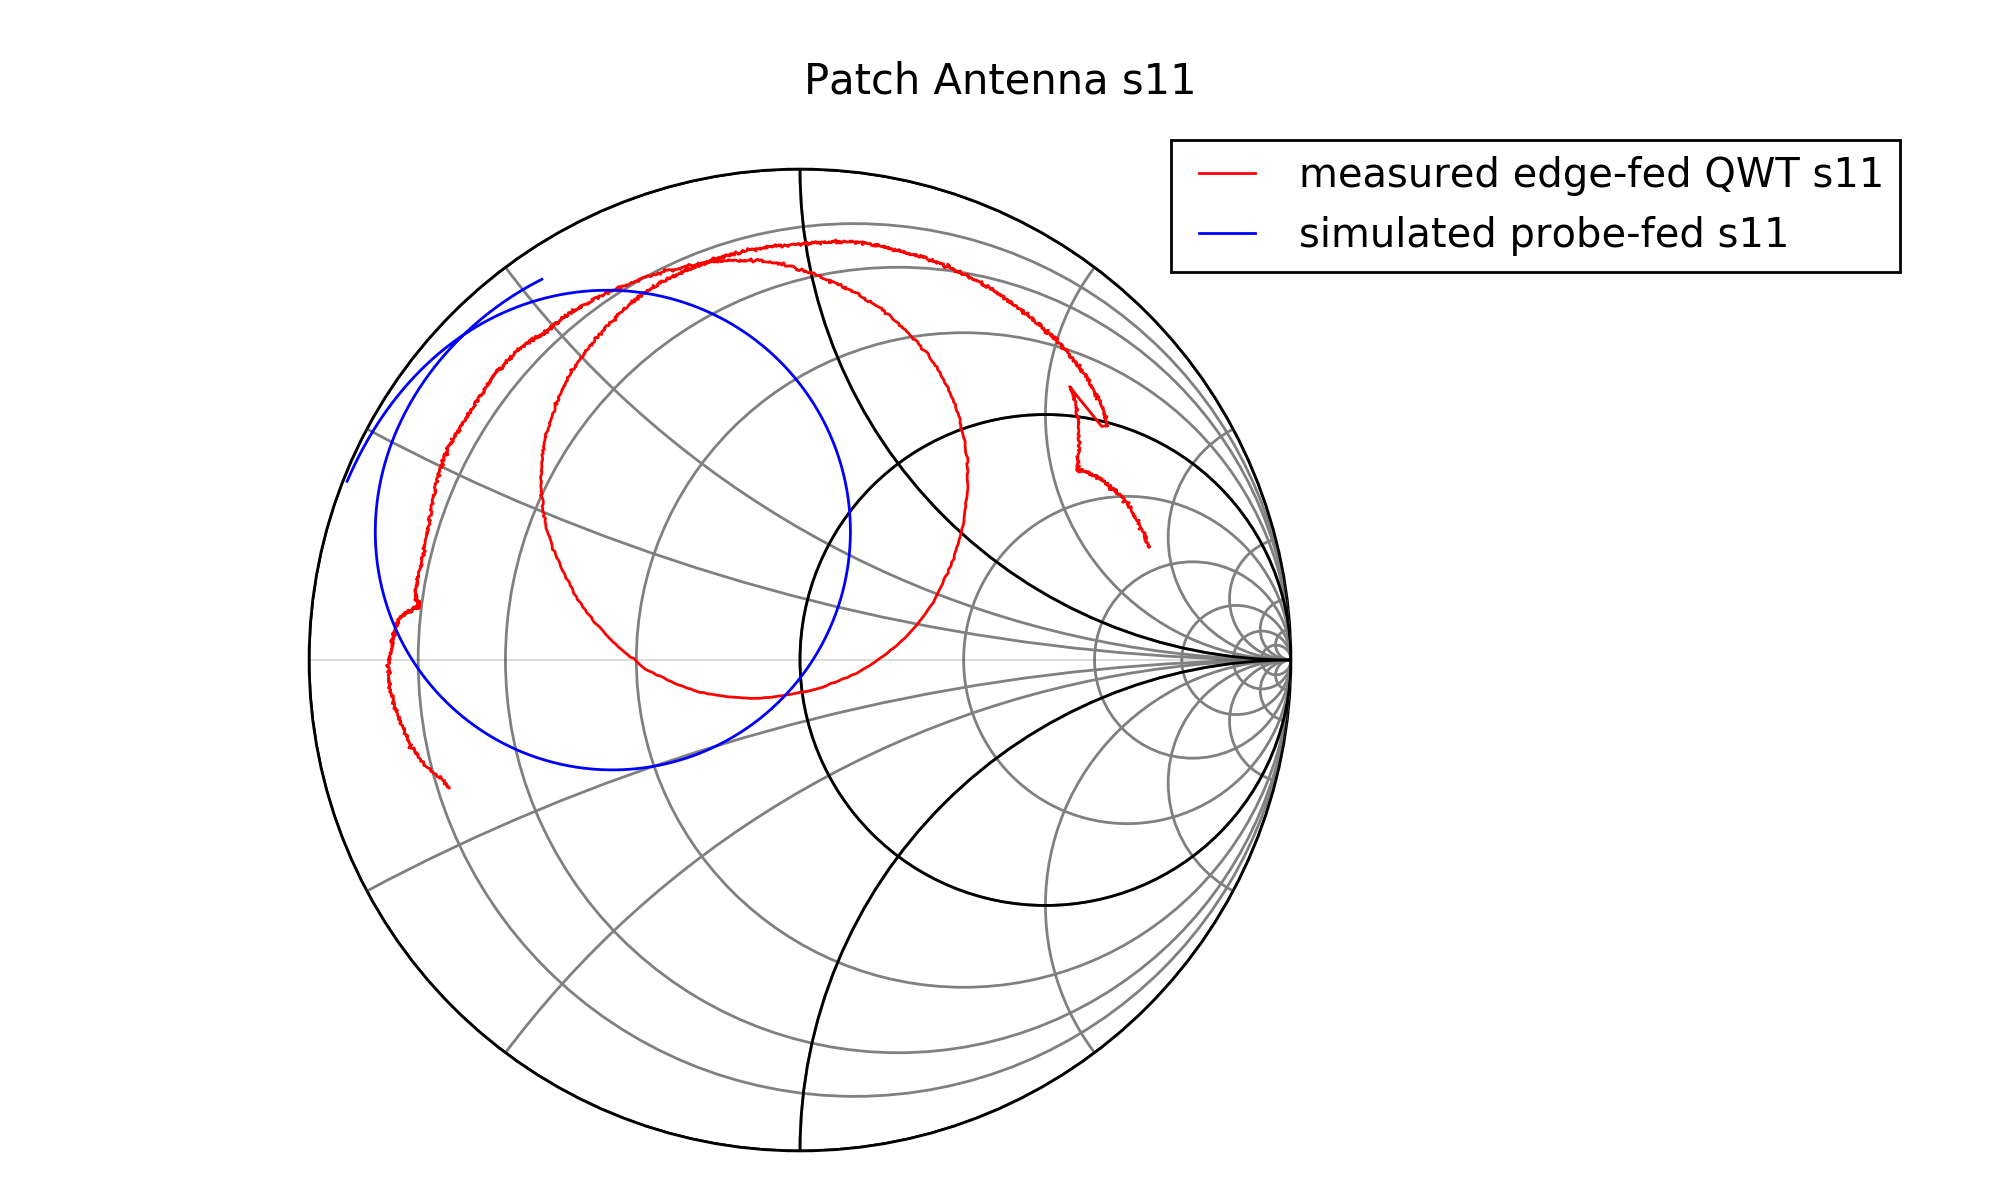 Patch Antenna s11
measured edge-fed QWT s11
simulated probe-fed s11